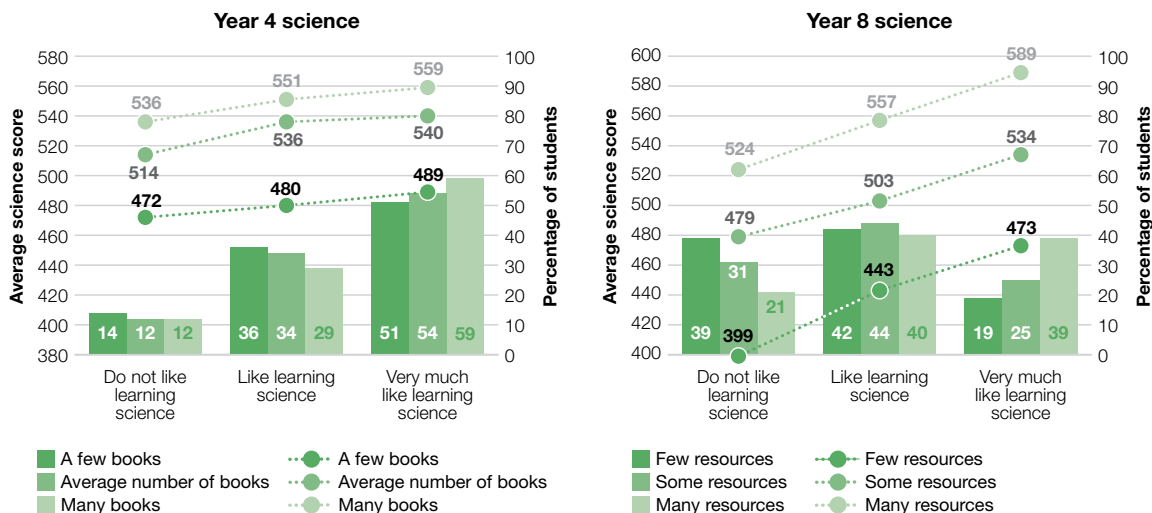 Year 4 science
Average science score
580
560
540
520
500
480
460
440
420
400
380
536
551
559
514
536
540
472
480
489
14
12
12
36
34
29
51
54
59
100
90
80
70
60
50
40
30
20
10
0
Percentage of students
Do not like
learning
science
Like learning
science
Very much
like learning
science
A few books
Average number of books
Many books
A few books
Average number of books
Many books
Year 8 science
Average science score
600
580
560
540
520
500
480
460
440
420
400
524
557
589
479
503
534
399
443
473
39
31
21
42
44
40
19
25
39
100
90
80
70
60
50
40
30
20
10
0
Percentage of students
Do not like
learning
science
Like learning
science
Very much
like learning
science
Few resources
Some resources
Many resources
Few resources
Some resources
Many resources